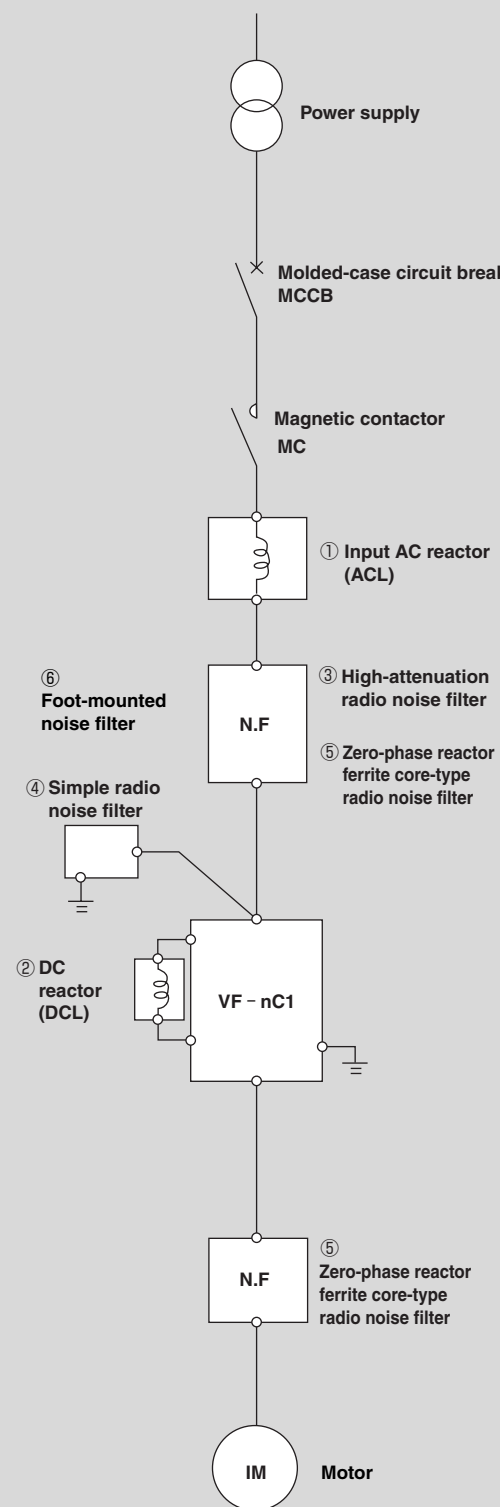 Power supply
Molded-case circuit break
MCCB
Magnetic contactor
MC
① Input AC reactor
(ACL)
⑥
Foot-mounted
noise filter
N.F
③ High-attenuation
radio noise filter
⑤ Zero-phase reactor
ferrite core-type
radio noise filter
④ Simple radio
noise filter
② DC
reactor
(DCL)
VF - nC1
N.F
⑤
Zero-phase reactor
ferrite core-type
radio noise filter
IM
Motor